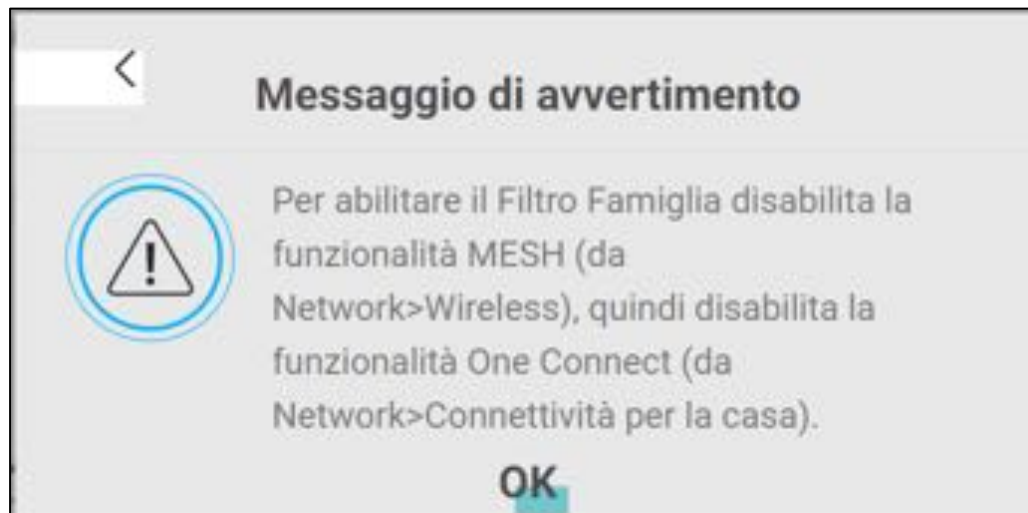 Messaggio di avvertimento
Per abilitare il Filtro Famiglia disabilita la
funzionalità MESH (da
Network>Wireless), quindi disabilita la
funzionalità One Connect (da
Network>Connettività per la casa).
OK